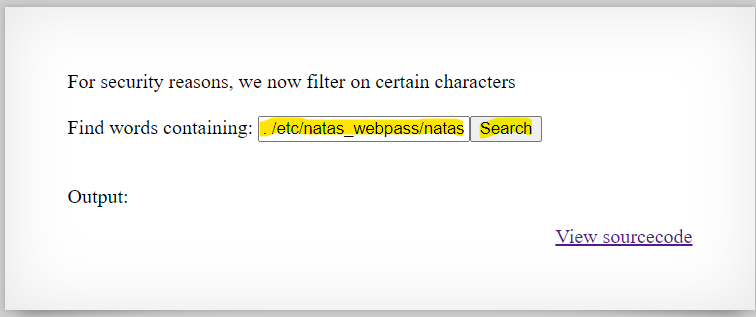 For security reasons, we now filter on certain characters
Find words containing: . /etc/natas_webpass/natas Search
Output:
View sourcecode